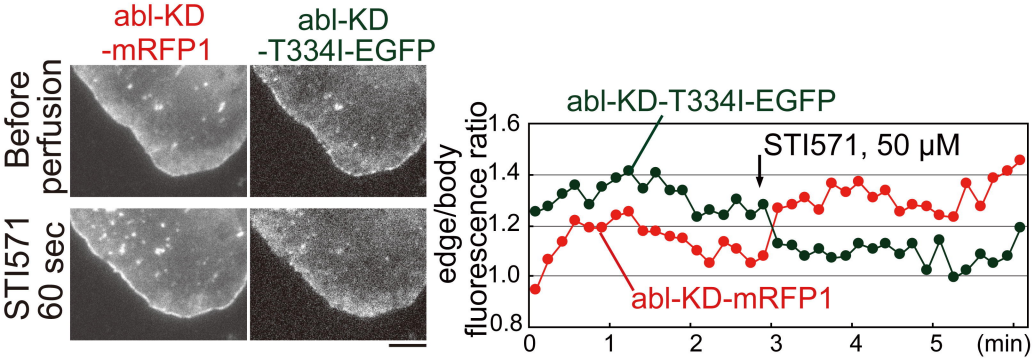 abl-KD
-mRFP1
abl-KD
-T334I-EGFP
Before
perfusion
STI571
60 sec
edge/body
fluorescence ratio
1.6
1.4
1.2
1.0
0.8
abl-KD-T334I-EGFP
STI571, 50 µM
abl-KD-mRFP1
0 1 2 3 4 5 (min)